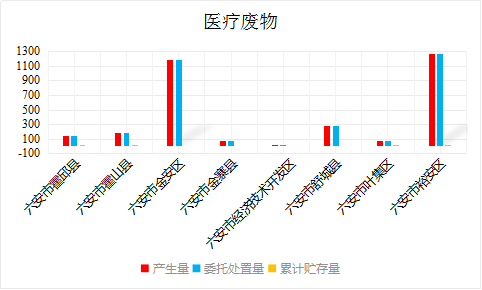 医疗废物
1300
1100
900
700
500
300
100
-100
六安市霍邱县
六安市霍山县
六安市金安区
六安市金寨县
六安市经济技术开发区
六安市舒城县
六安市叶集区
六安市裕安区
产生量 委托处置量 累计贮存量